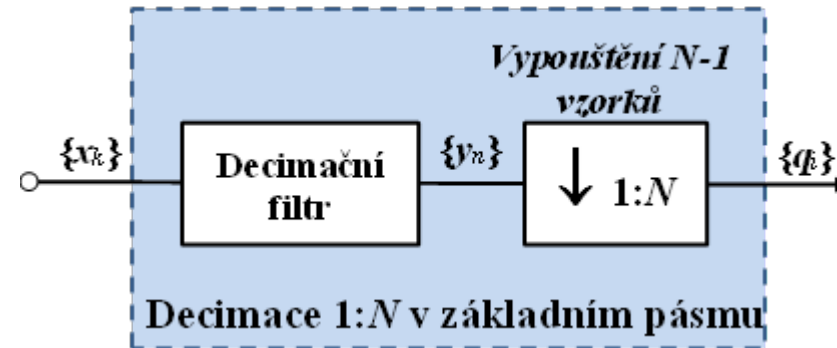 Vypouštění N-1
vzorků
{xₖ}
Decimační
filtr
{yₙ}
↓ 1:N
{qₖ}
Decimace 1:N v základním pásmu